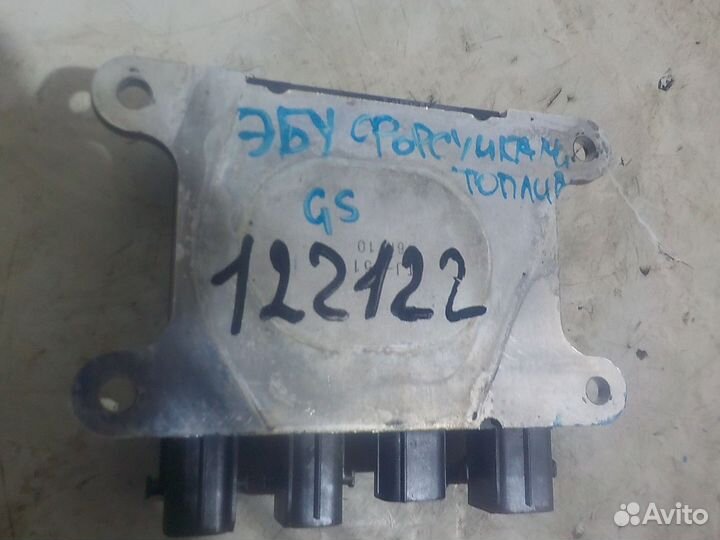 ЭБУ ФОРСУНКАМИ
ТОПЛИВ
GS
122122
Avito